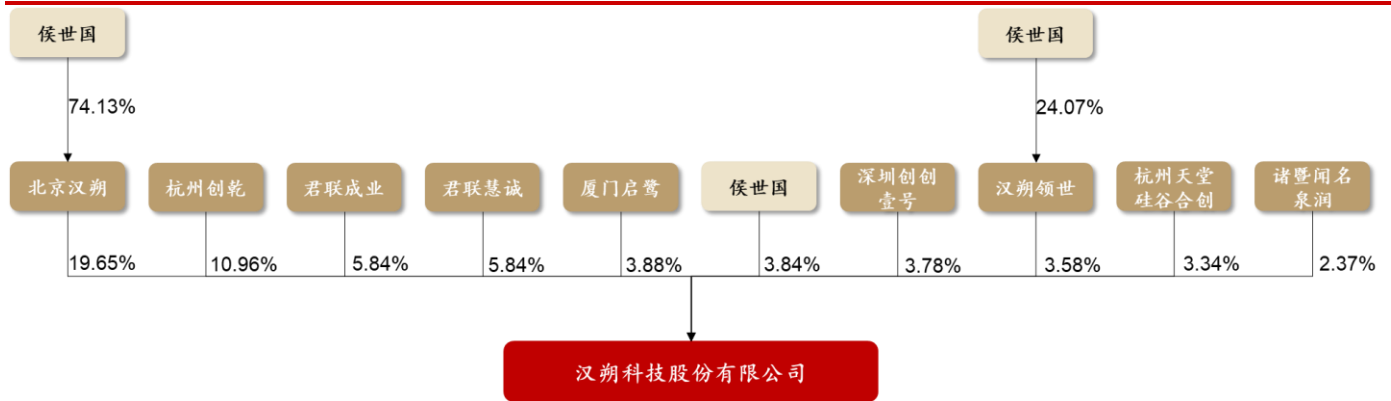 侯世国
侯世国
74.13%
24.07%
北京汉朔
杭州创乾
君联成业
君联慧诚
厦门启鹭
侯世国
深圳创创
壹号
汉朔领世
杭州天堂
硅谷合创
诸暨闻名
泉润
19.65%
10.96%
5.84%
5.84%
3.88%
3.84%
3.78%
3.58%
3.34%
2.37%
汉朔科技股份有限公司